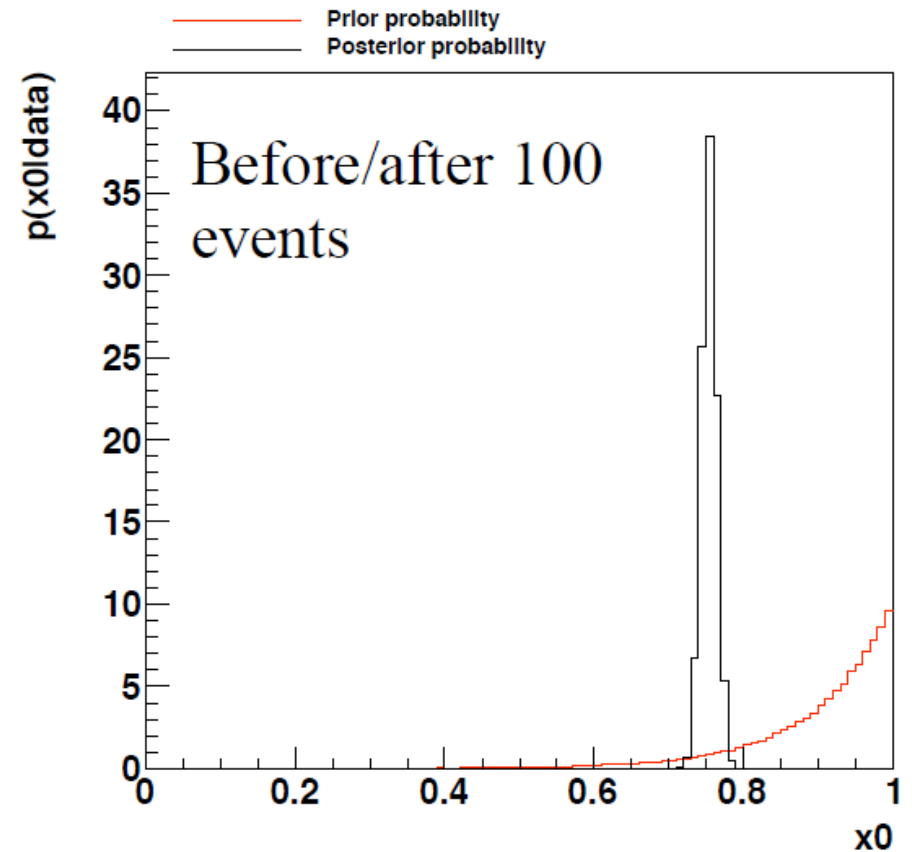 Prior probability
Posterior probability
p(x0|data)
Before/after 100
events
40
35
30
25
20
15
10
5
0
0 0.2 0.4 0.6 0.8 1
x0